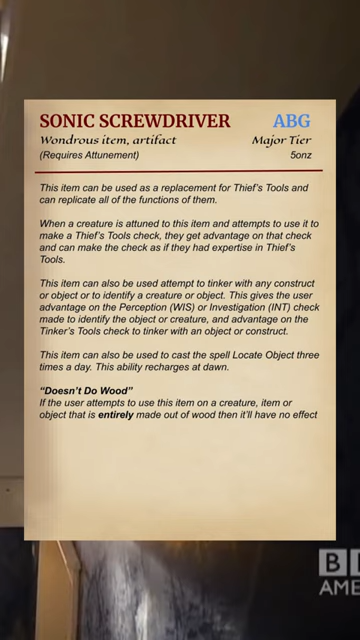 SONIC SCREWDRIVER ABG
Wondrous item, artifact Major Tier
(Requires Attunement) 5onz
This item can be used as a replacement for Thief's Tools and
can replicate all of the functions of them.
When a creature is attuned to this item and attempts to use it to
make a Thief's Tools check, they get advantage on that check
and can make the check as if they had expertise in Thief's
Tools.
This item can also be used attempt to tinker with any construct
or object or to identify a creature or object. This gives the user
advantage on the Perception (WIS) or Investigation (INT) check
made to identify the object or creature, and advantage on the
Tinker's Tools check to tinker with an object or construct.
This item can also be used to cast the spell Locate Object three
times a day. This ability recharges at dawn.
“Doesn't Do Wood”
If the user attempts to use this item on a creature, item or
object that is entirely made out of wood then it'll have no effect